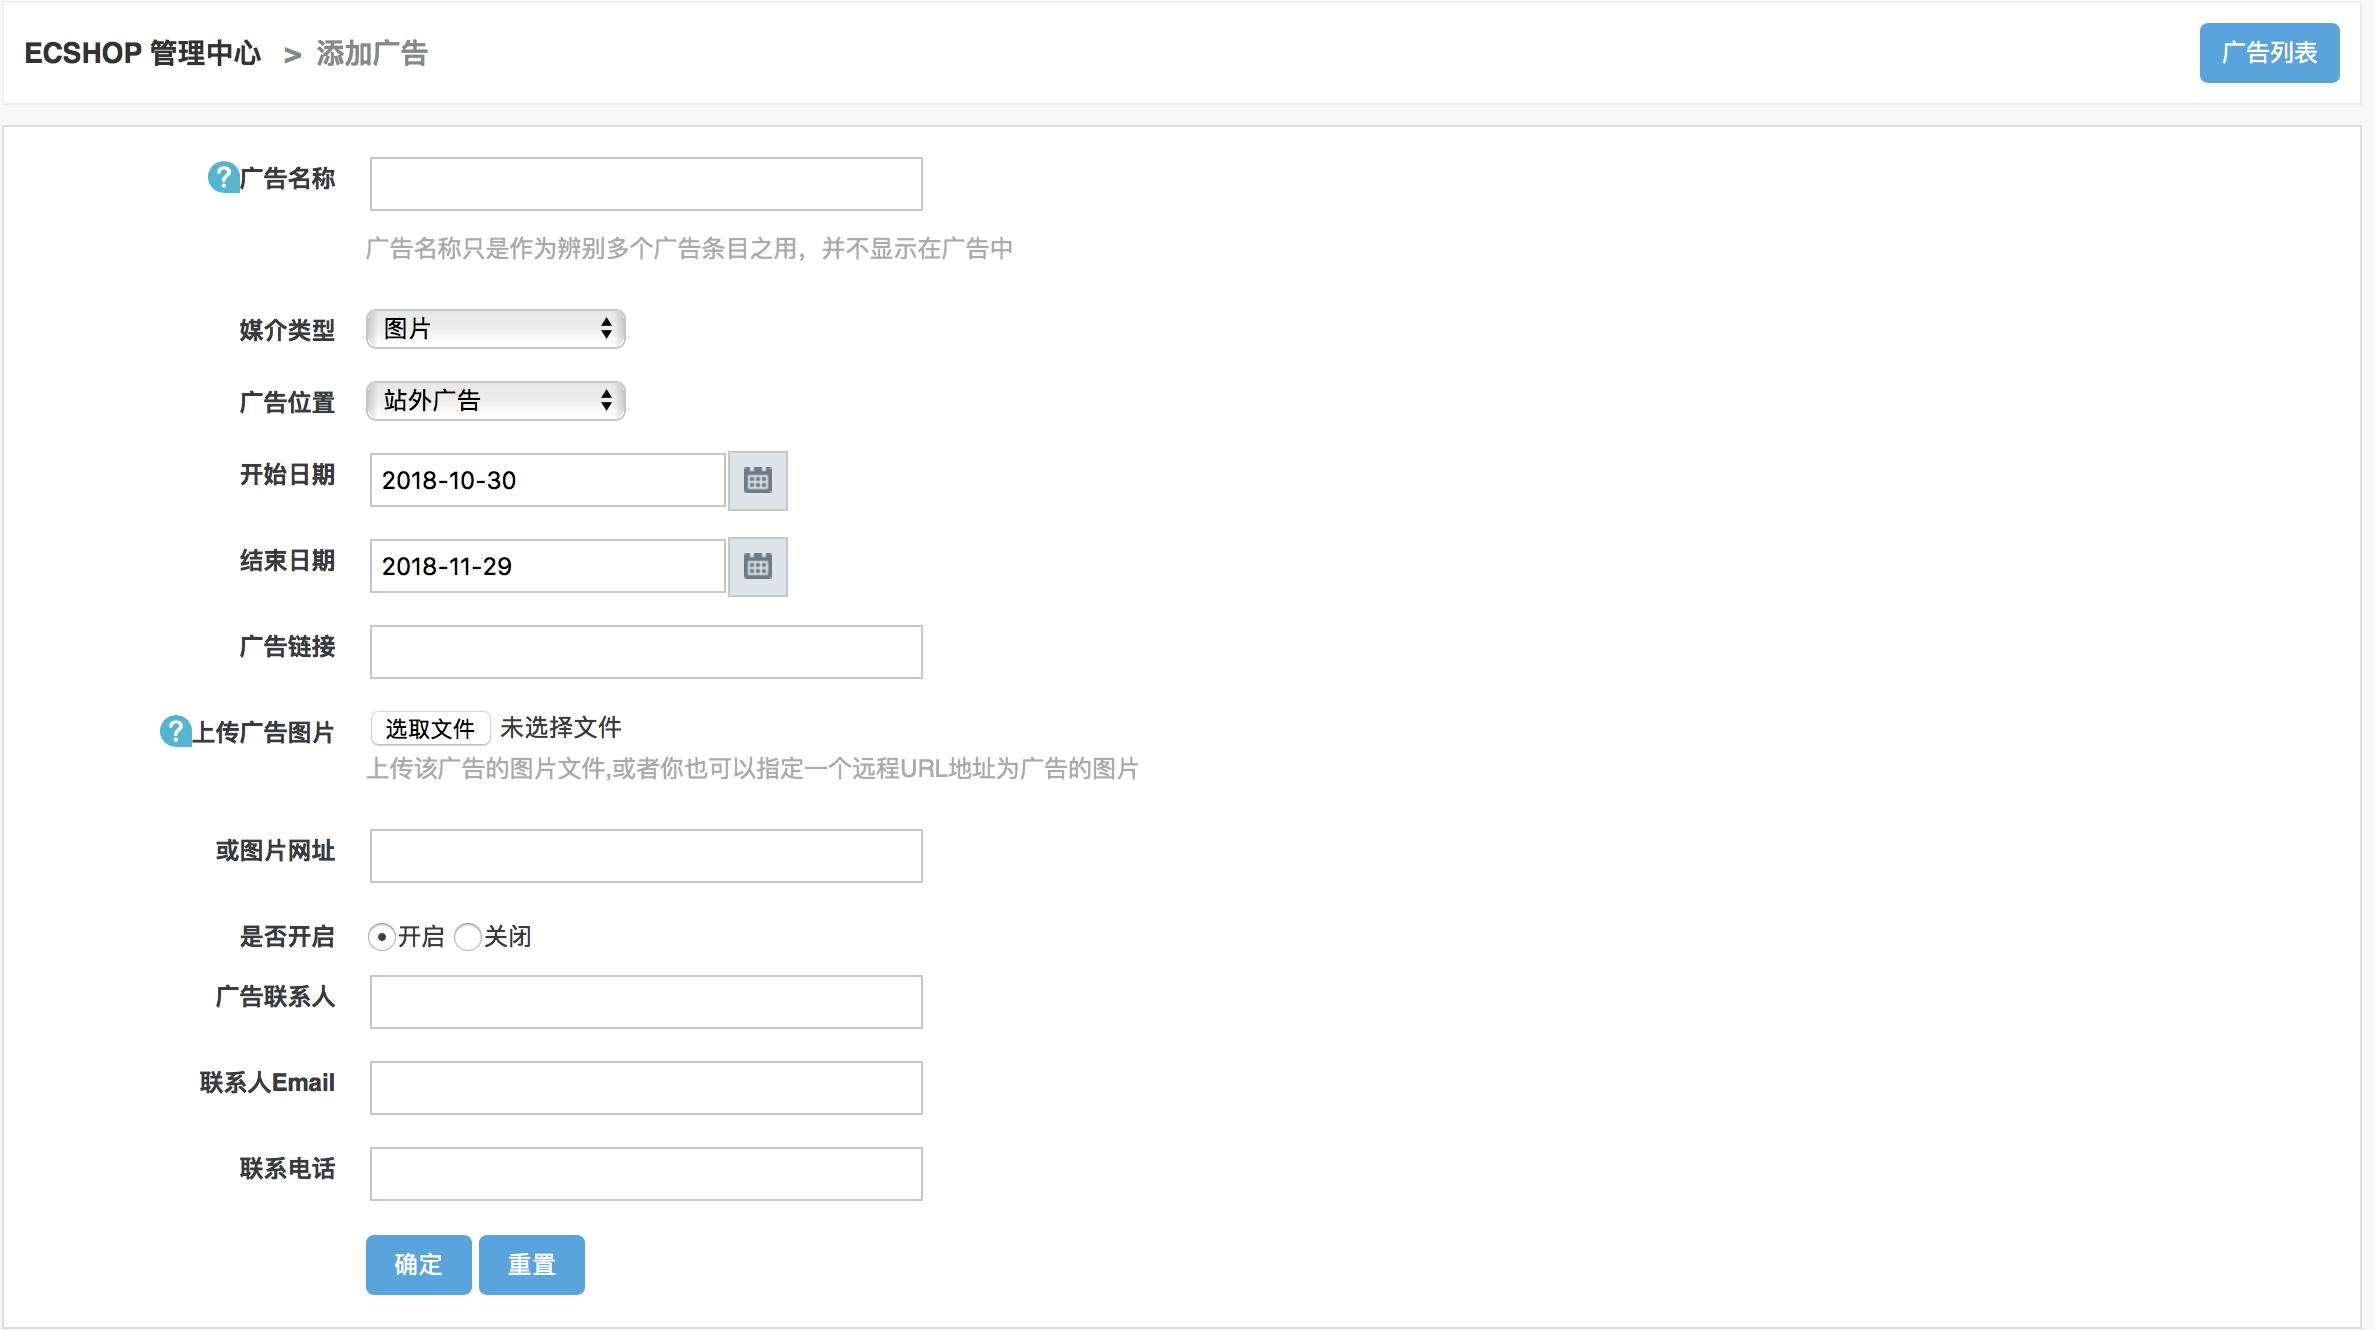 ECSHOP 管理中心 > 添加广告
广告列表
?广告名称
广告名称只是作为辨别多个广告条目之用，并不显示在广告中
媒介类型 图片
广告位置 站外广告
开始日期 2018-10-30
结束日期 2018-11-29
广告链接
?上传广告图片 选取文件 未选择文件
上传该广告的图片文件,或者你也可以指定一个远程URL地址为广告的图片
或图片网址
是否开启 开启 关闭
广告联系人
联系人Email
联系电话
确定 重置